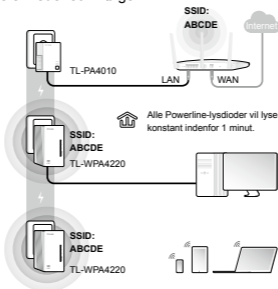 SSID:
ABCDE
Internet
TL-PA4010
LAN
WAN
Alle Powerline-lysdioder vil lyse
konstant indenfor 1 minut.
SSID:
ABCDE
TL-WPA4220
SSID:
ABCDE
TL-WPA4220